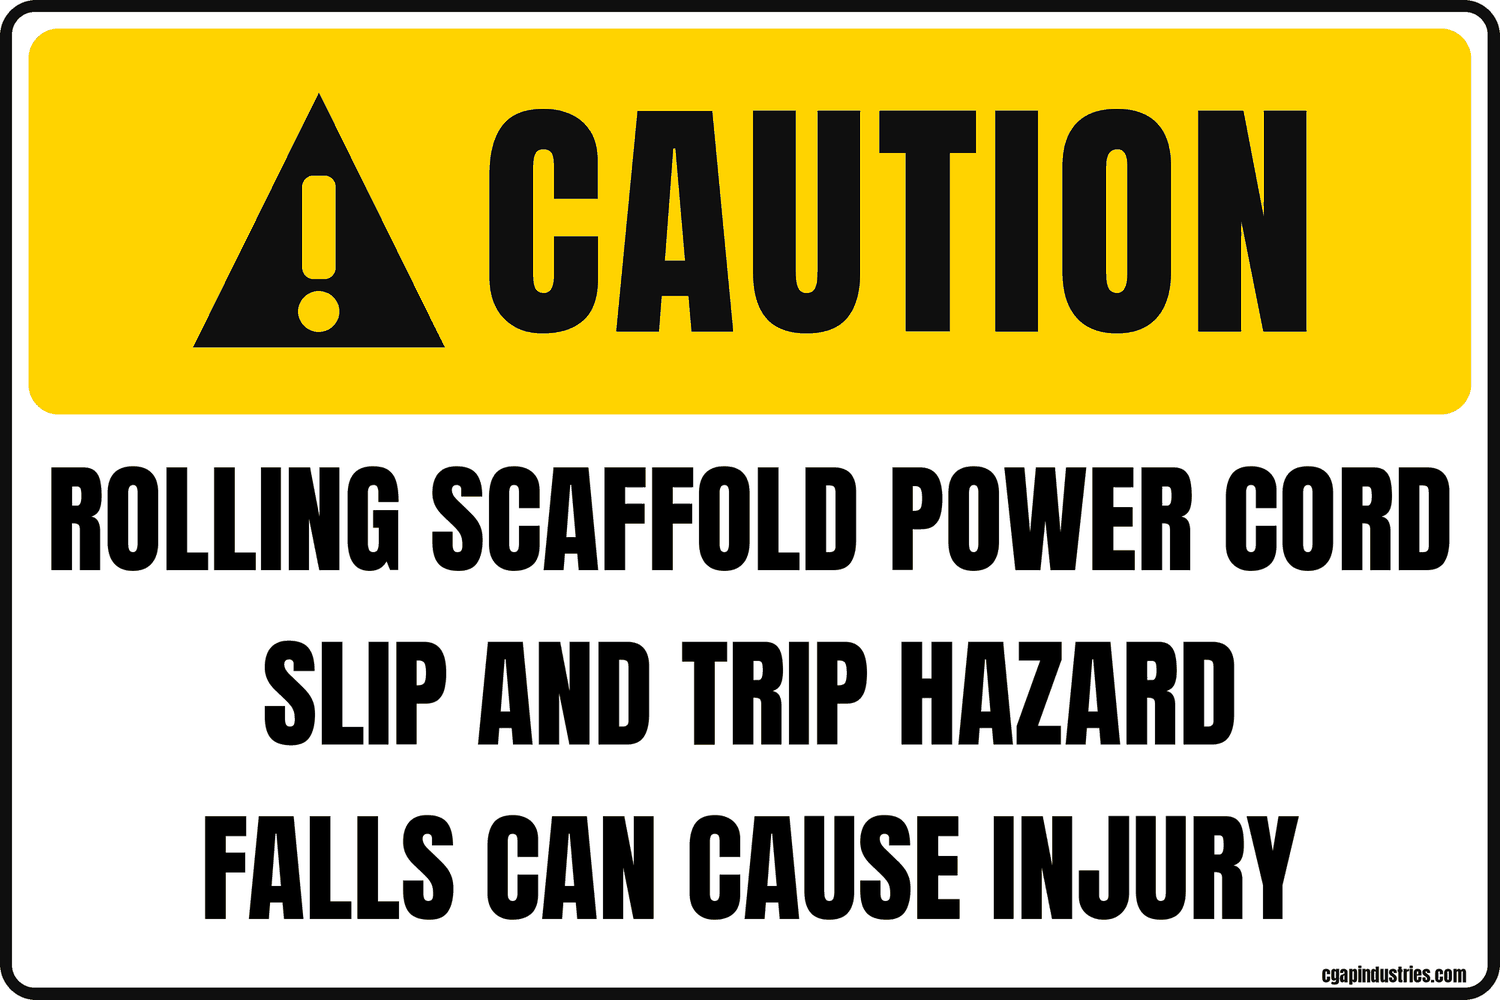 CAUTION
ROLLING SCAFFOLD POWER CORD
SLIP AND TRIP HAZARD
FALLS CAN CAUSE INJURY
cgapindustries.com